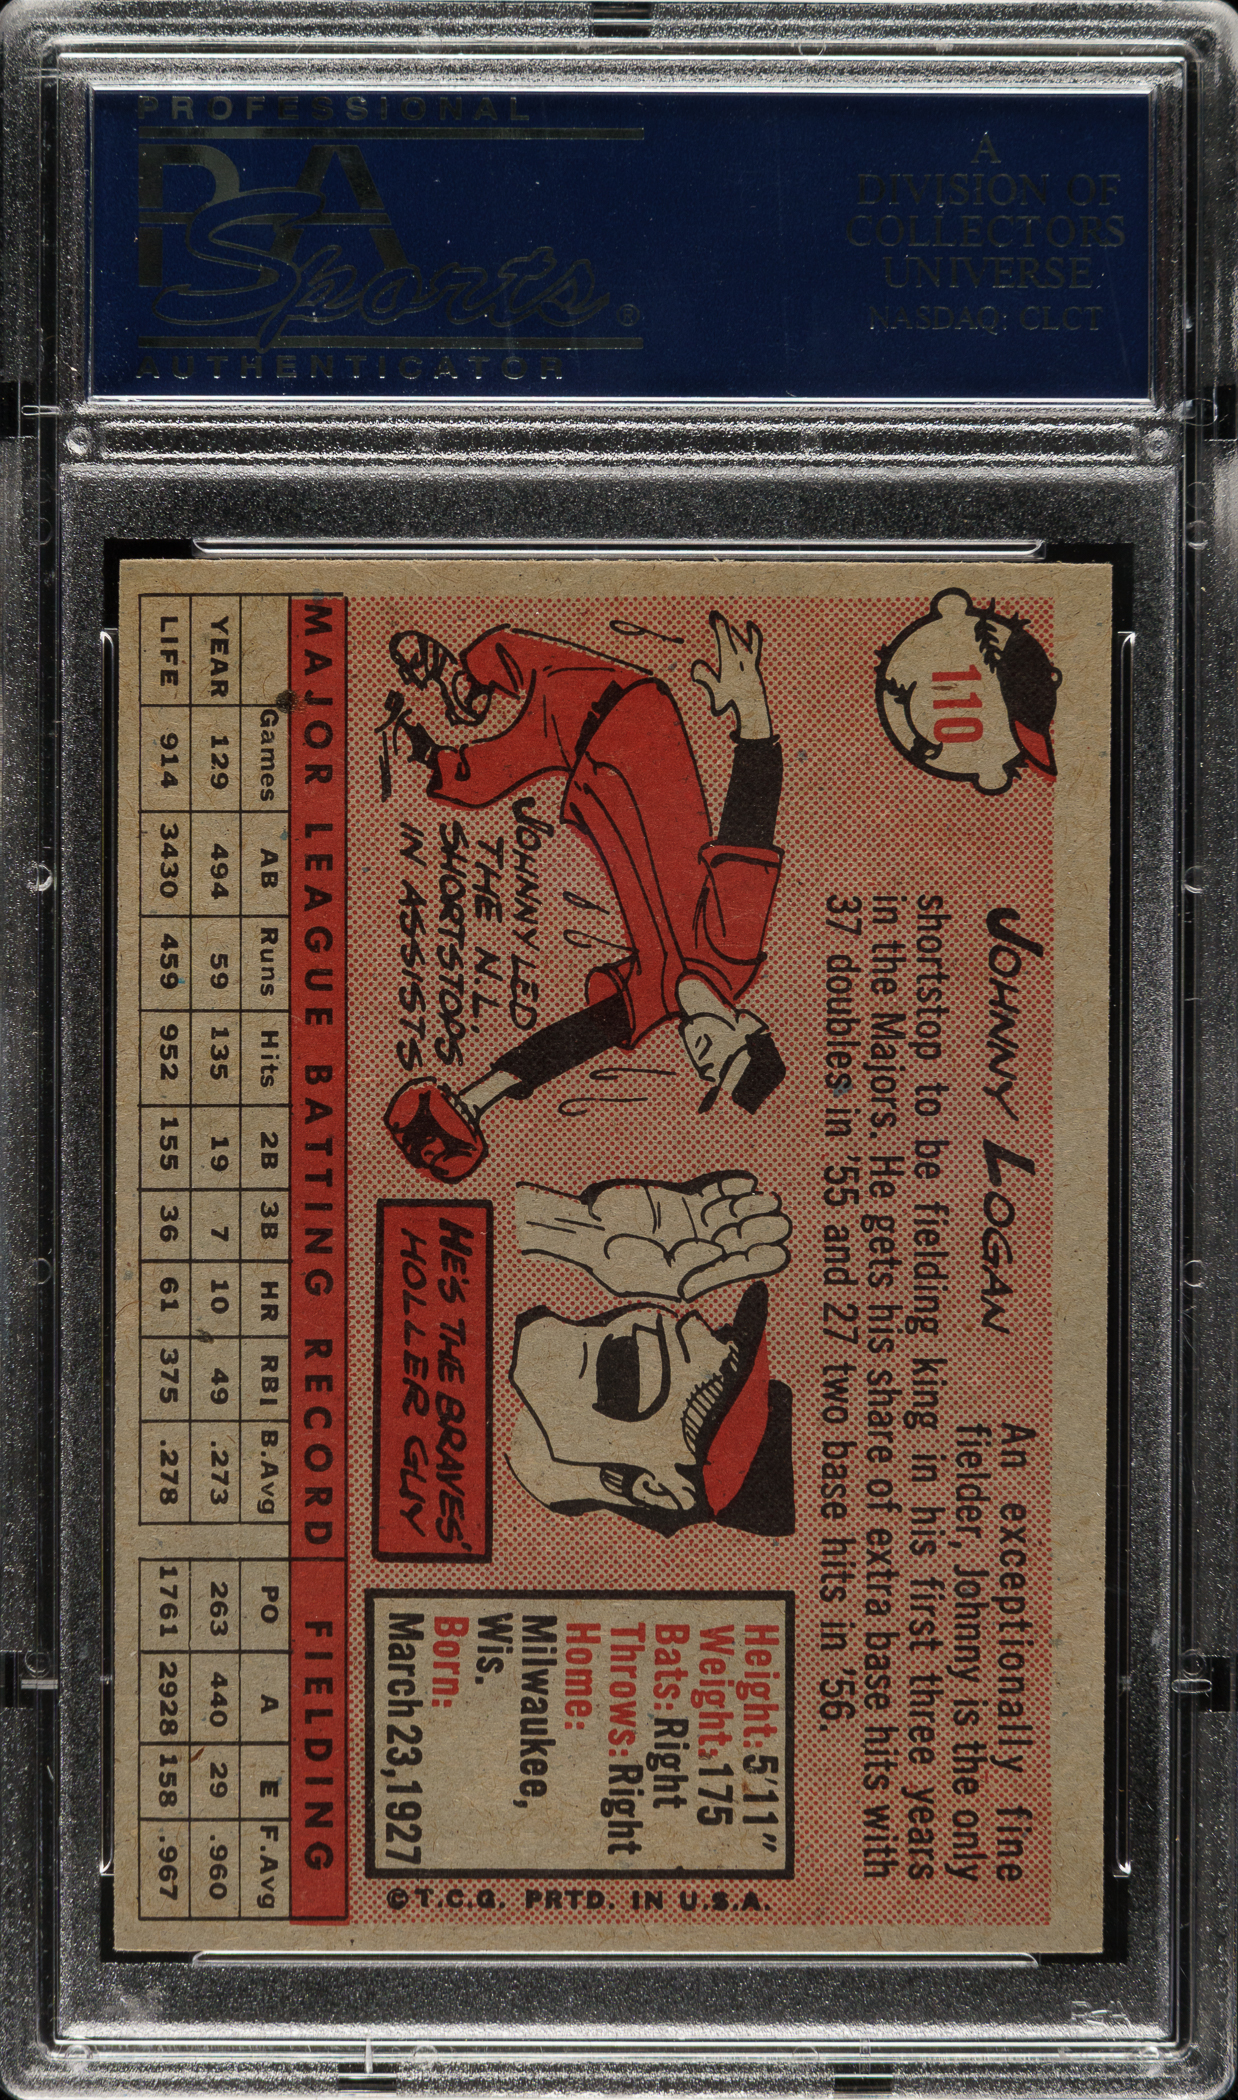 PROFESSIONAL
PSA
Sports®
AUTHENTICATOR
A
DIVISION OF
COLLECTORS
UNIVERSE
NASDAQ: CLCT
110
JOHNNY LOGAN
An exceptionally fine
fielder, Johnny is the only
shortstop to be fielding king in his first three years
in the Majors. He gets his share of extra base hits with
37 doubles in '55 and 27 two base hits in '56.
JOHNNY LED
THE N.L.
SHORTSTOPS
IN ASSISTS
HE'S THE BRAVES'
HOLLER GUY
Height: 5'11"
Weight: 175
Bats: Right
Throws: Right
Home:
Milwaukee,
Wis.
Born:
March 23, 1927
©T.C.G. PRTD. IN U.S.A.
MAJOR LEAGUE BATTING RECORD FIELDING
Games AB Runs Hits 2B 3B HR RBI B.Avg PO A E F.Avg
YEAR 129 494 59 135 19 7 10 49 .273 263 440 29 .960
LIFE 914 3430 459 952 155 36 61 375 .278 1761 2928 158 .967
PSA